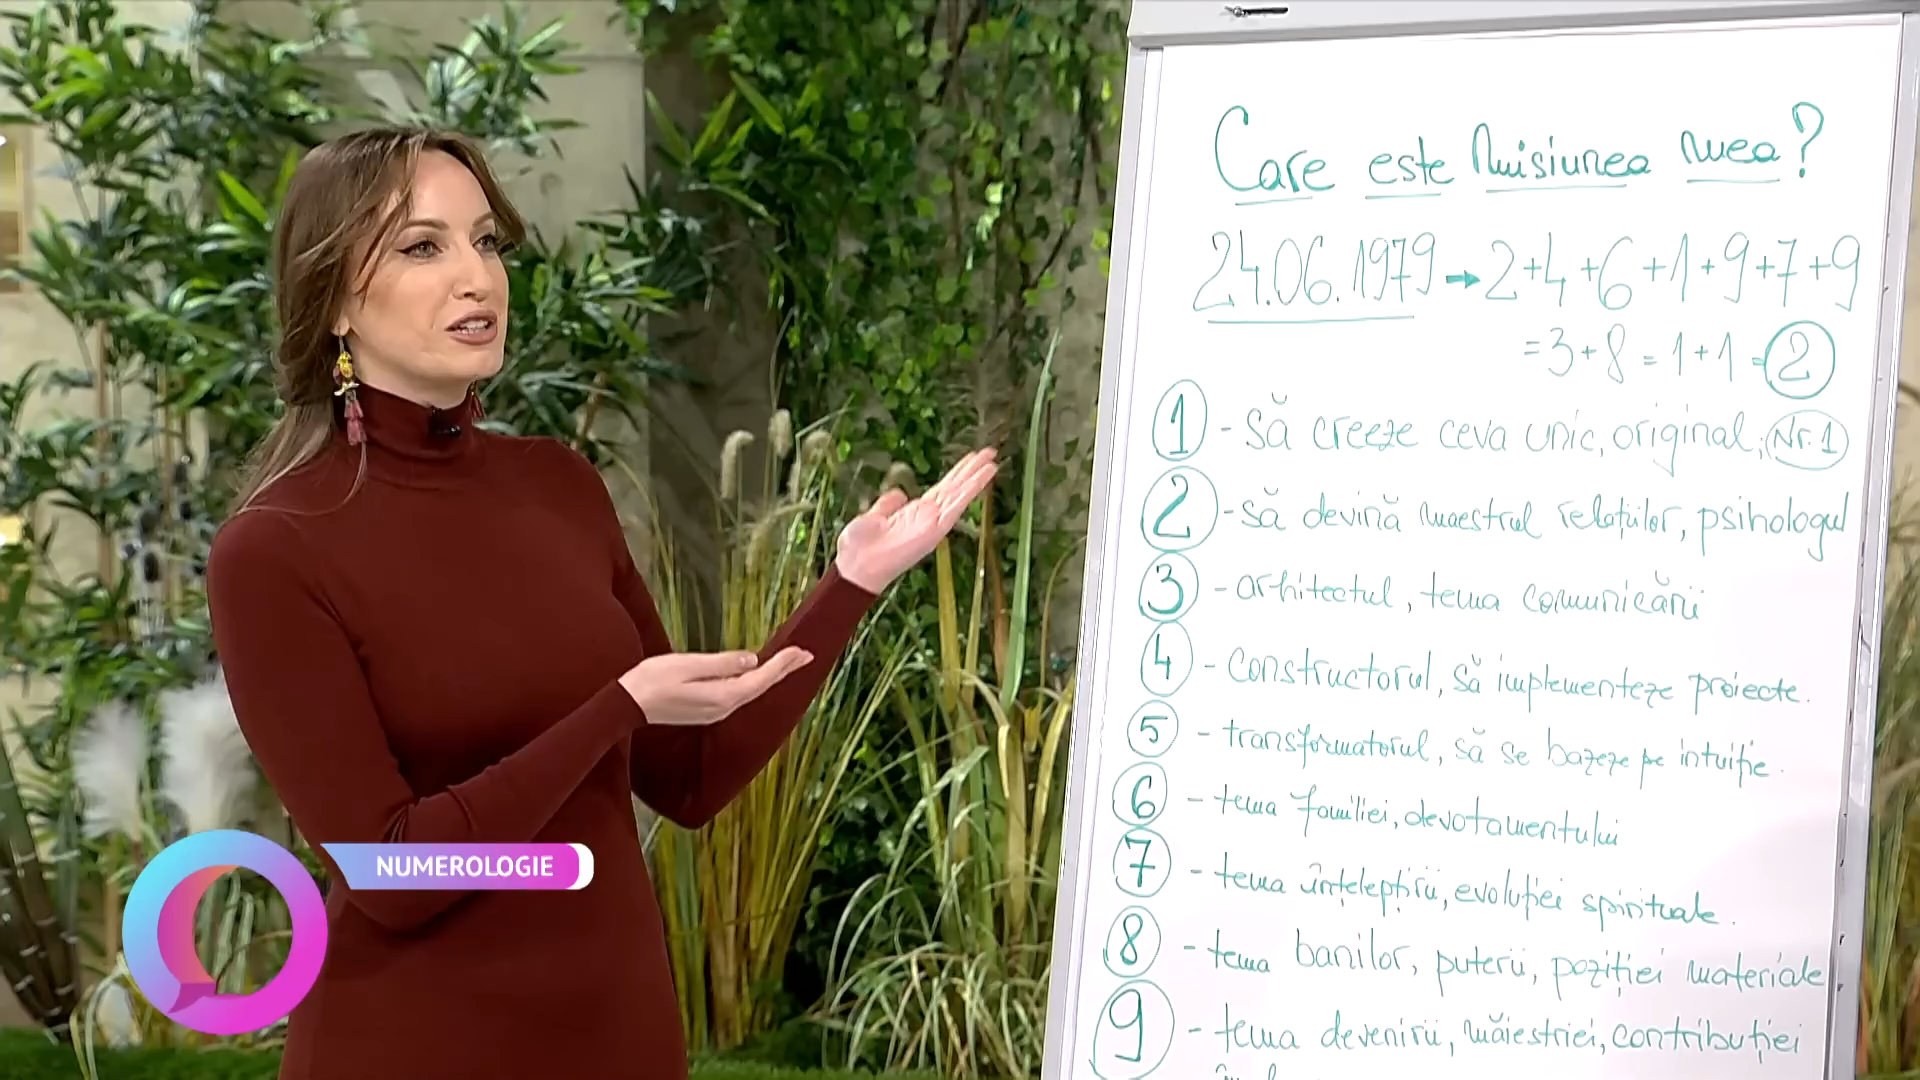 Care este misiunea mea?
24.06.1979 → 2+4+6+1+9+7+9
=3+8=1+1=2
1 - Să creeze ceva unic, original, Nr.1
2 - să devină maestrul relațiilor, psihologul
3 - arhitectul, tema comunicării
4 - constructorul, să implementeze proiecte.
5 - transformatorul, să se bazeze pe intuiție.
6 - tema familiei, devotamentului
7 - tema înțelepțirii, evoluției spirituale.
8 - tema banilor, puterii, poziției materiale
9 - tema devenirii, măiestriei, contribuției
NUMEROLOGIE